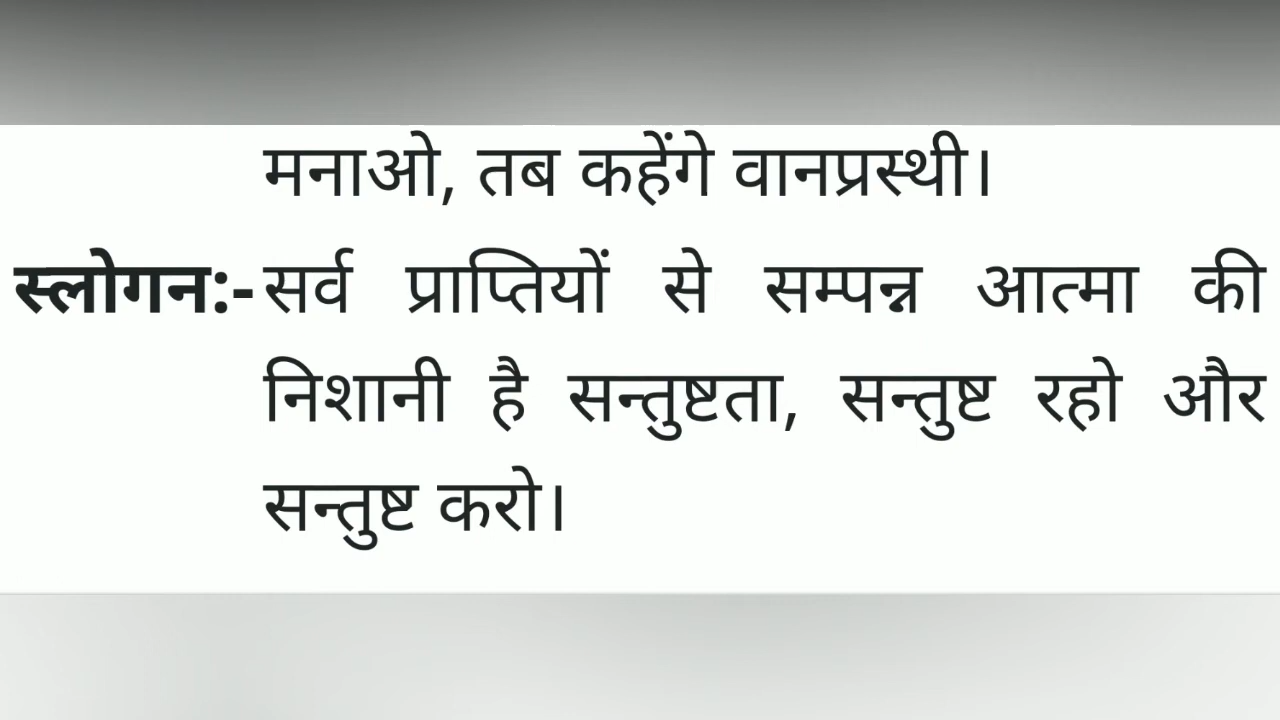 मनाओ, तब कहेंगे वानप्रस्थी।
स्लोगन:- सर्व प्राप्तियों से सम्पन्न आत्मा की
निशानी है सन्तुष्टता, सन्तुष्ट रहो और
सन्तुष्ट करो।